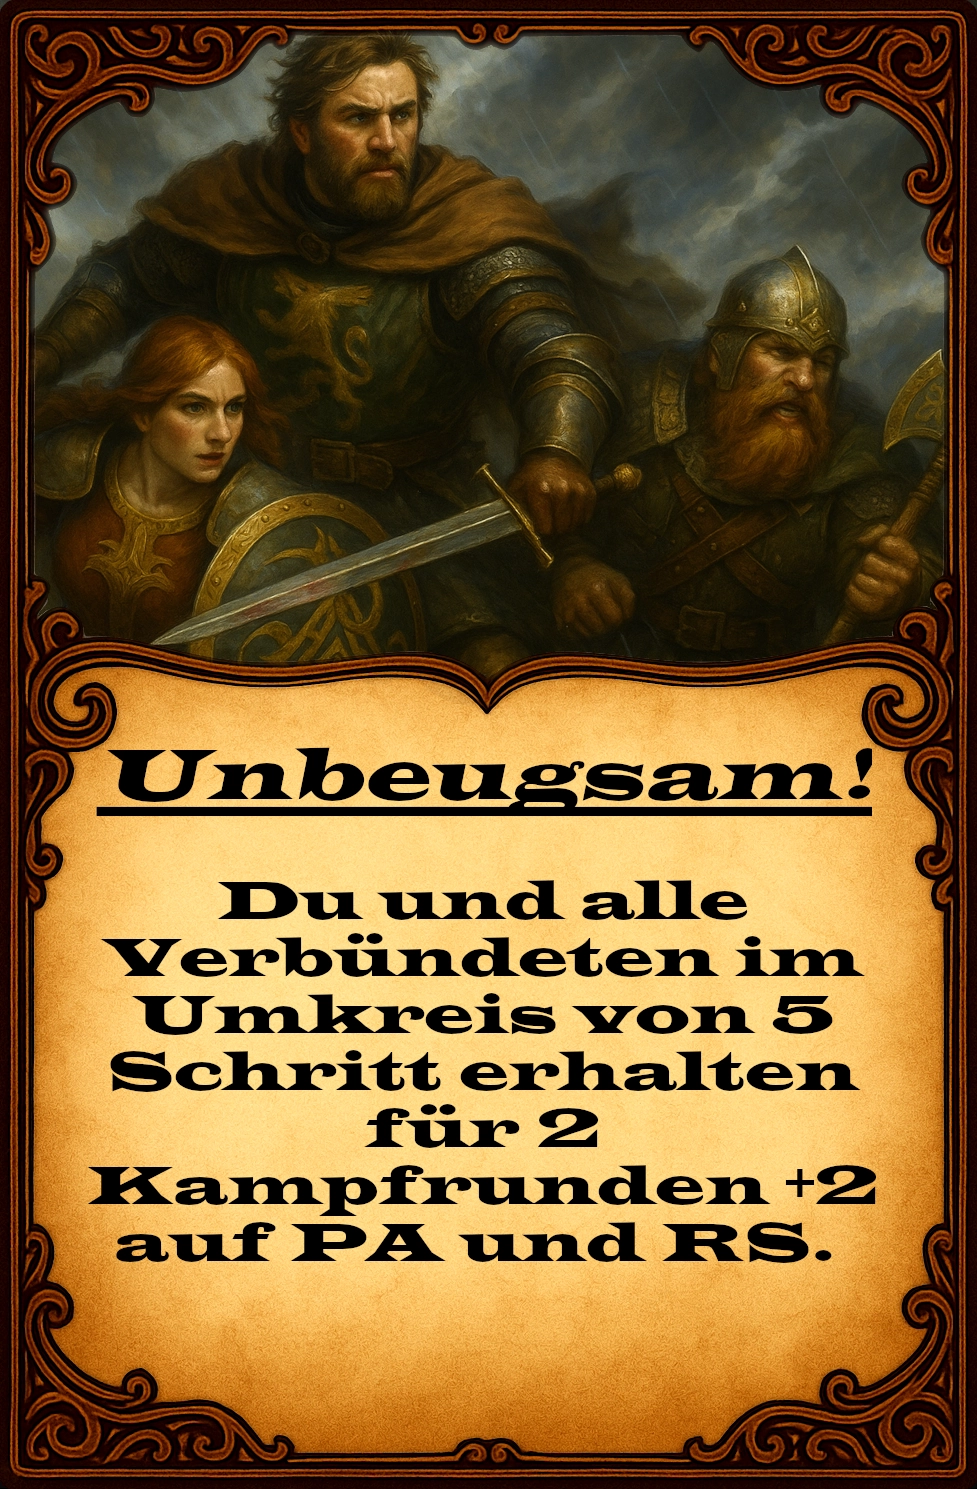 Unbeugsam!
Du und alle
Verbündeten im
Umkreis von 5
Schritt erhalten
für 2
Kampfrunden +2
auf PA und RS.